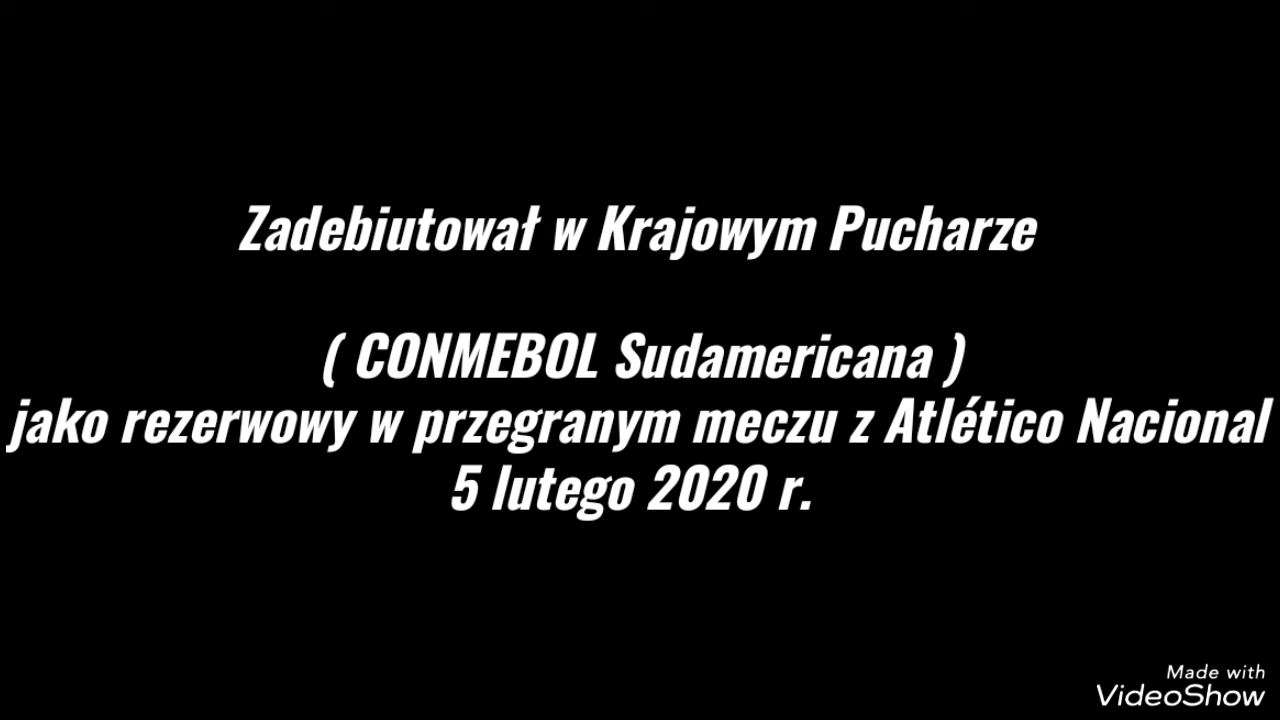 Zadebiutował w Krajowym Pucharze
( CONMEBOL Sudamericana )
jako rezerwowy w przegranym meczu z Atlético Nacional
5 lutego 2020 r.
Made with
VideoShow